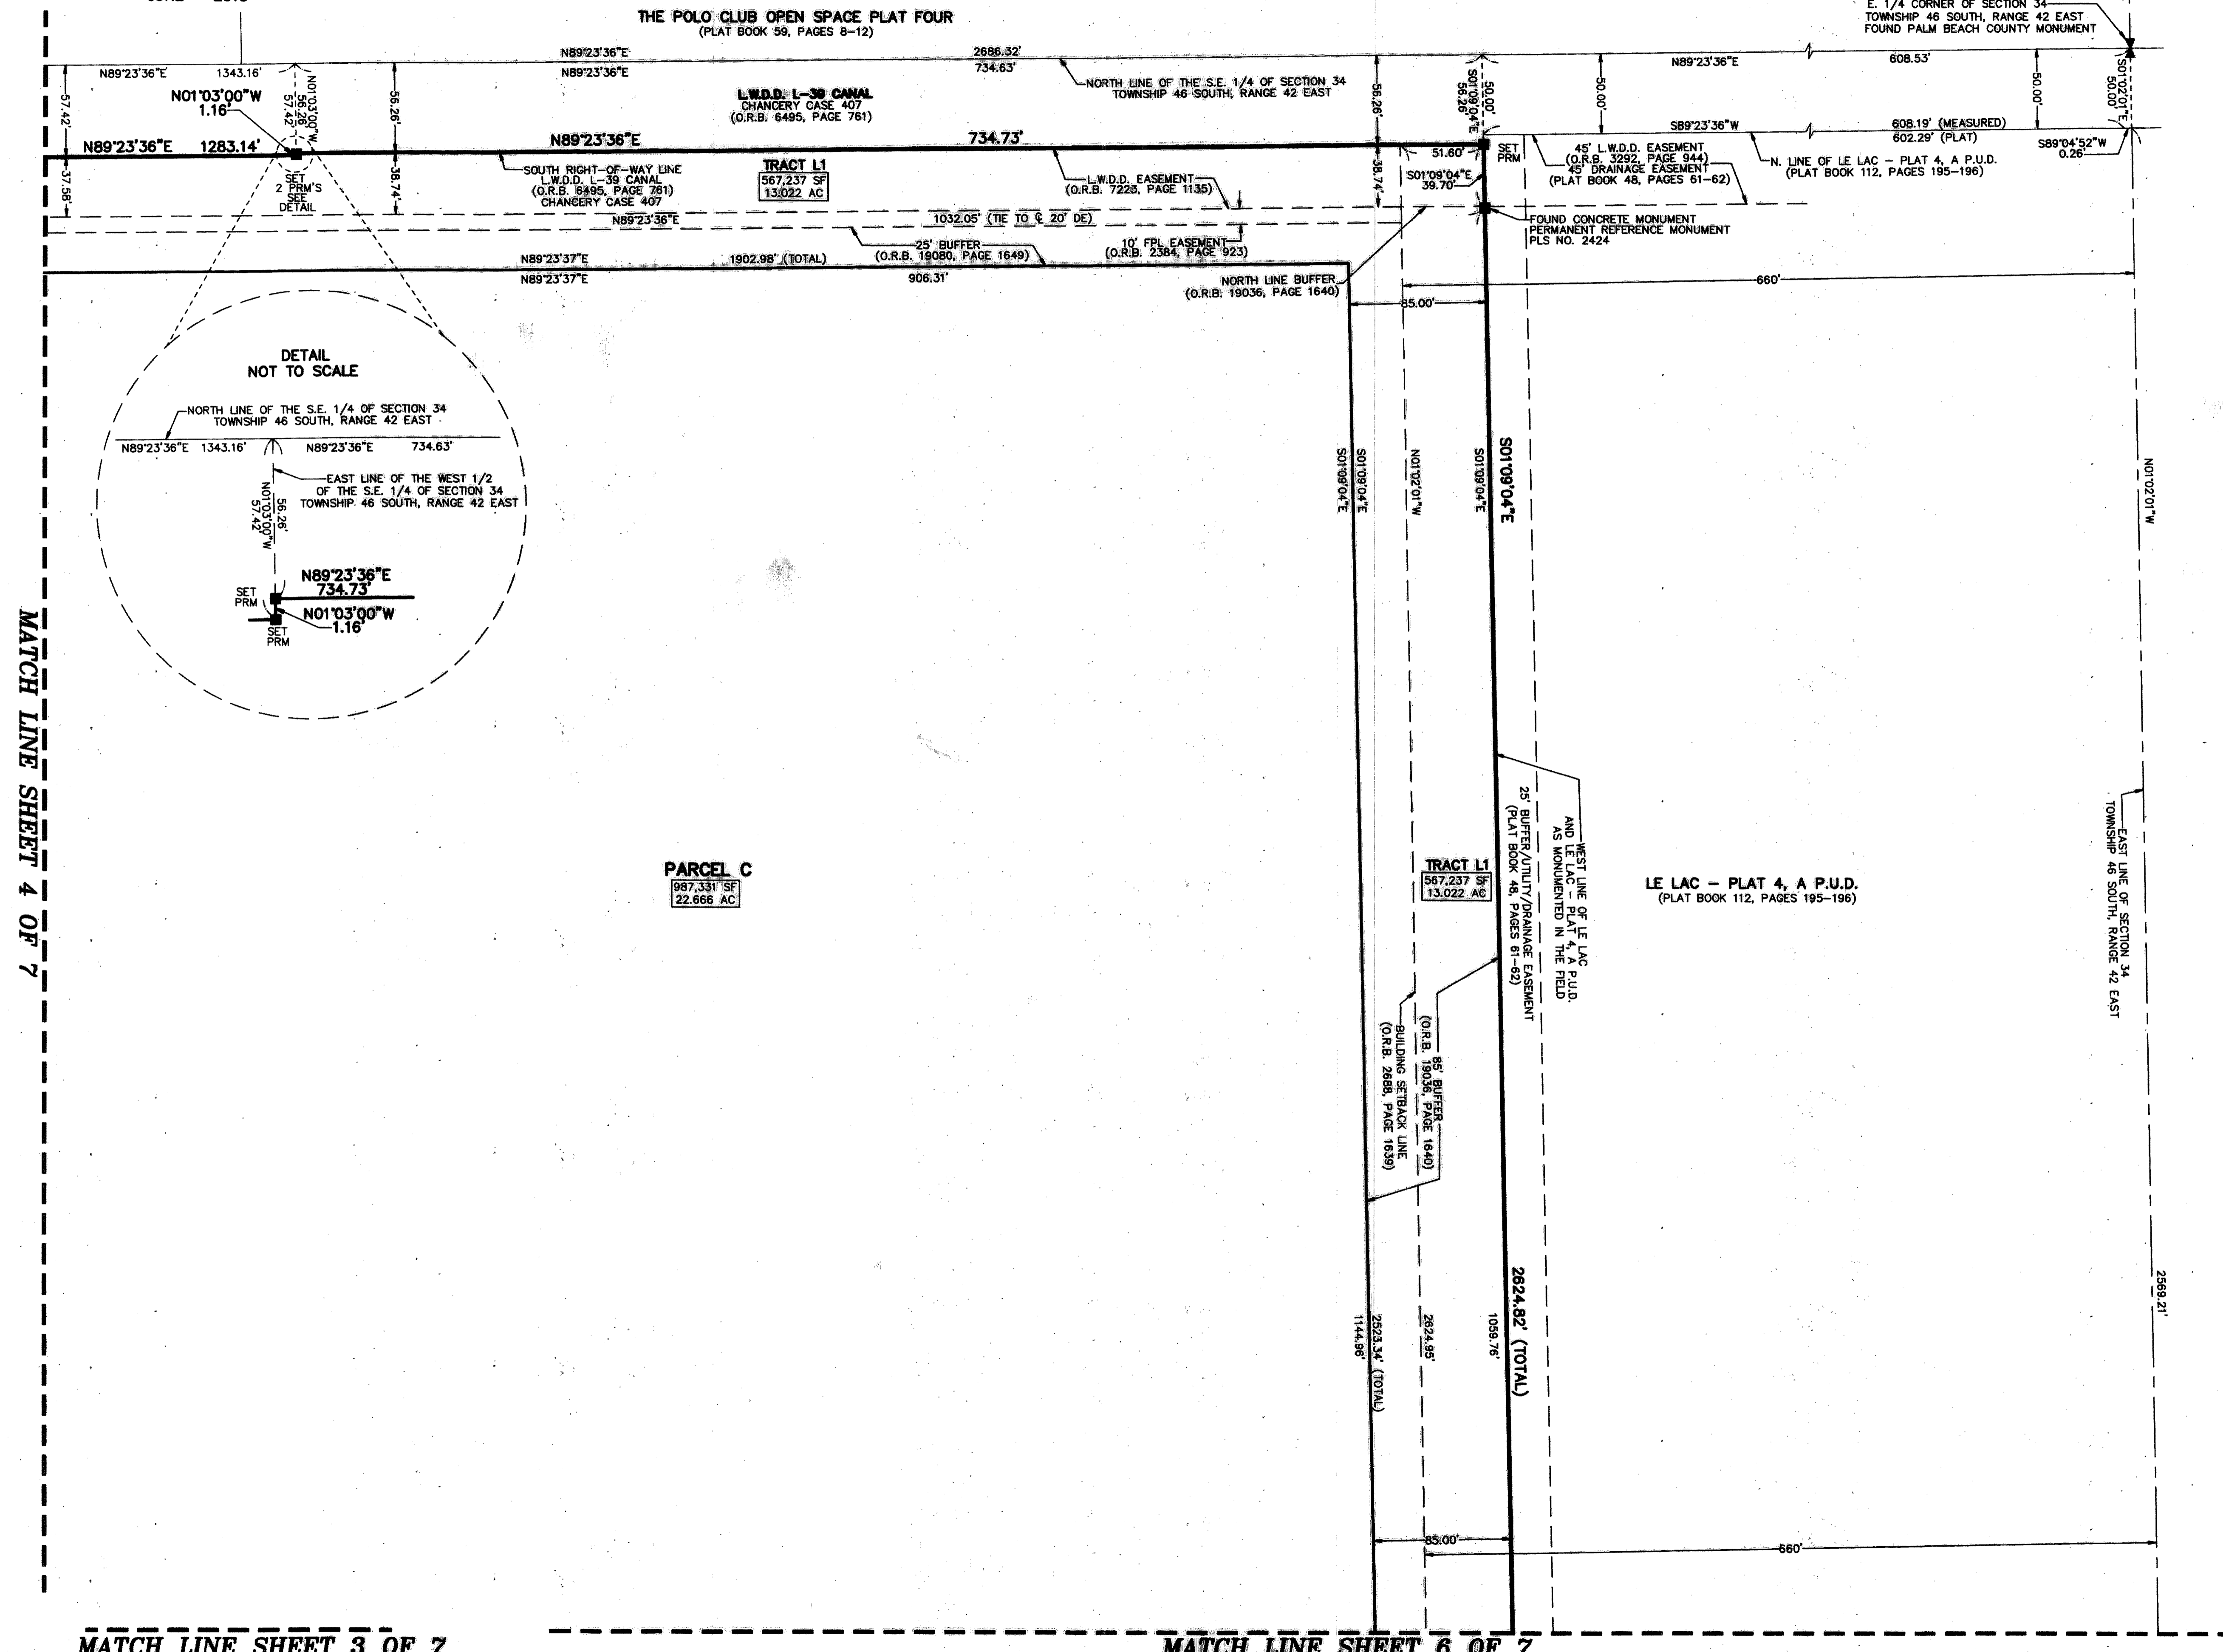 THE POLO CLUB OPEN SPACE PLAT FOUR
(PLAT BOOK 59, PAGES 8-12)
E. 1/4 CORNER OF SECTION 34
TOWNSHIP 46 SOUTH, RANGE 42 EAST
FOUND PALM BEACH COUNTY MONUMENT
N89°23'36"E 2686.32'
N89°23'36"E 1343.16'
N89°23'36"E 734.63'
N89°23'36"E 608.53'
NORTH LINE OF THE S.E. 1/4 OF SECTION 34
TOWNSHIP 46 SOUTH, RANGE 42 EAST
L.W.D.D. L-39 CANAL
CHANCERY CASE 407
(O.R.B. 6495, PAGE 761)
57.42'
N01°03'00"W
1.16'
N01°03'00"W
56.26'
57.42'
56.26'
56.26'
S01°09'04"E
50.00'
56.26'
50.00'
50.00'
S01°02'01"E
50.00'
N89°23'36"E 1283.14'
N89°23'36"E 734.73'
S89°23'36"W 608.19' (MEASURED)
602.29' (PLAT)
S89°04'52"W
0.26'
37.58'
38.74'
38.74'
SET
2 PRM'S
SEE
DETAIL
SOUTH RIGHT-OF-WAY LINE
L.W.D.D. L-39 CANAL
(O.R.B. 6495, PAGE 761)
CHANCERY CASE 407
TRACT L1
567,237 SF
13.022 AC
L.W.D.D. EASEMENT
(O.R.B. 7223, PAGE 1135)
51.60'
SET
PRM
S01°09'04"E
39.70'
45' L.W.D.D. EASEMENT
(O.R.B. 3292, PAGE 944)
45' DRAINAGE EASEMENT
(PLAT BOOK 48, PAGES 61-62)
N. LINE OF LE LAC - PLAT 4, A P.U.D.
(PLAT BOOK 112, PAGES 195-196)
N89°23'36"E 1032.05' (TIE TO ℄ 20' DE)
FOUND CONCRETE MONUMENT
PERMANENT REFERENCE MONUMENT
PLS NO. 2424
25' BUFFER
(O.R.B. 19080, PAGE 1649)
10' FPL EASEMENT
(O.R.B. 2384, PAGE 923)
N89°23'37"E 1902.98' (TOTAL)
N89°23'37"E 906.31'
NORTH LINE BUFFER
(O.R.B. 19036, PAGE 1640)
660'
85.00'
DETAIL
NOT TO SCALE
NORTH LINE OF THE S.E. 1/4 OF SECTION 34
TOWNSHIP 46 SOUTH, RANGE 42 EAST
N89°23'36"E 1343.16' N89°23'36"E 734.63'
EAST LINE OF THE WEST 1/2
OF THE S.E. 1/4 OF SECTION 34
TOWNSHIP 46 SOUTH, RANGE 42 EAST
56.26'
N01°03'00"W
57.42'
N89°23'36"E
734.73'
SET
PRM
N01°03'00"W
1.16'
SET
PRM
S01°09'04"E
S01°09'04"E
N01°02'01"W
S01°09'04"E
S01°09'04"E
N01°02'01"W
MATCH LINE SHEET 4 OF 7
PARCEL C
987,331 SF
22.666 AC
TRACT L1
567,237 SF
13.022 AC
WEST LINE OF LE LAC
AND LE LAC - PLAT 4, A P.U.D.
AS MONUMENTED IN THE FIELD
25' BUFFER/UTILITY/DRAINAGE EASEMENT
(PLAT BOOK 48, PAGES 61-62)
LE LAC - PLAT 4, A P.U.D.
(PLAT BOOK 112, PAGES 195-196)
EAST LINE OF SECTION 34
TOWNSHIP 46 SOUTH, RANGE 42 EAST
85' BUFFER
(O.R.B. 19036, PAGE 1640)
BUILDING SETBACK LINE
(O.R.B. 2688, PAGE 1639)
1144.96'
2523.34' (TOTAL)
2624.95'
1059.76'
2624.82' (TOTAL)
2569.21'
85.00'
660'
MATCH LINE SHEET 3 OF 7
MATCH LINE SHEET 6 OF 7